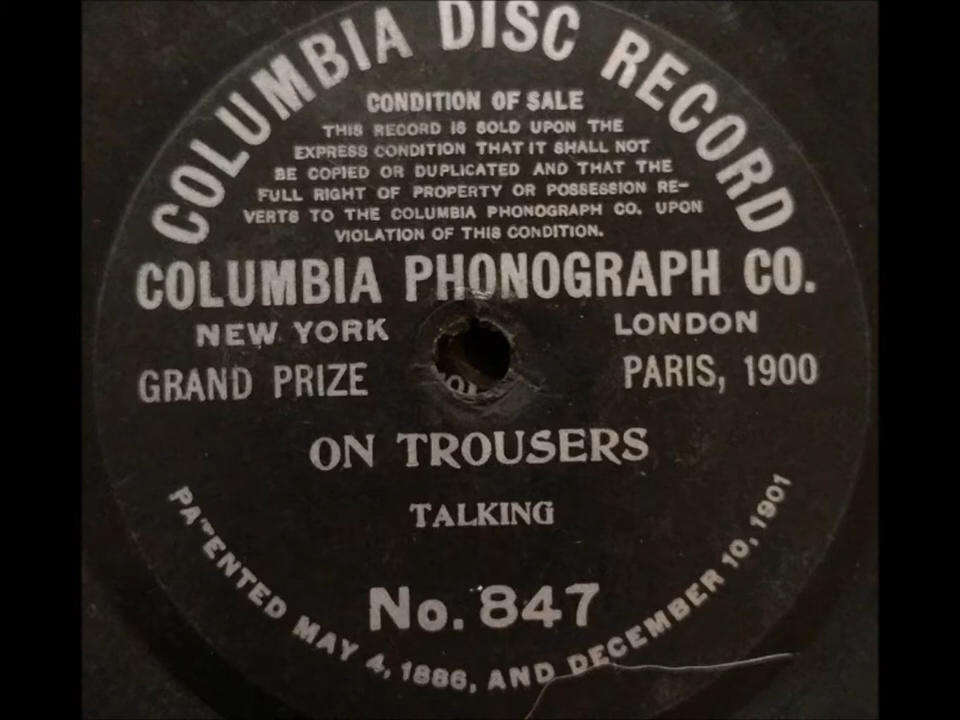 COLUMBIA DISC RECORD
CONDITION OF SALE
THIS RECORD IS SOLD UPON THE
EXPRESS CONDITION THAT IT SHALL NOT
BE COPIED OR DUPLICATED AND THAT THE
FULL RIGHT OF PROPERTY OR POSSESSION RE-
VERTS TO THE COLUMBIA PHONOGRAPH CO. UPON
VIOLATION OF THIS CONDITION.
COLUMBIA PHONOGRAPH CO.
NEW YORK LONDON
GRAND PRIZE PARIS, 1900
ON TROUSERS
TALKING
No. 847
PATENTED MAY 4, 1886, AND DECEMBER 10, 1901